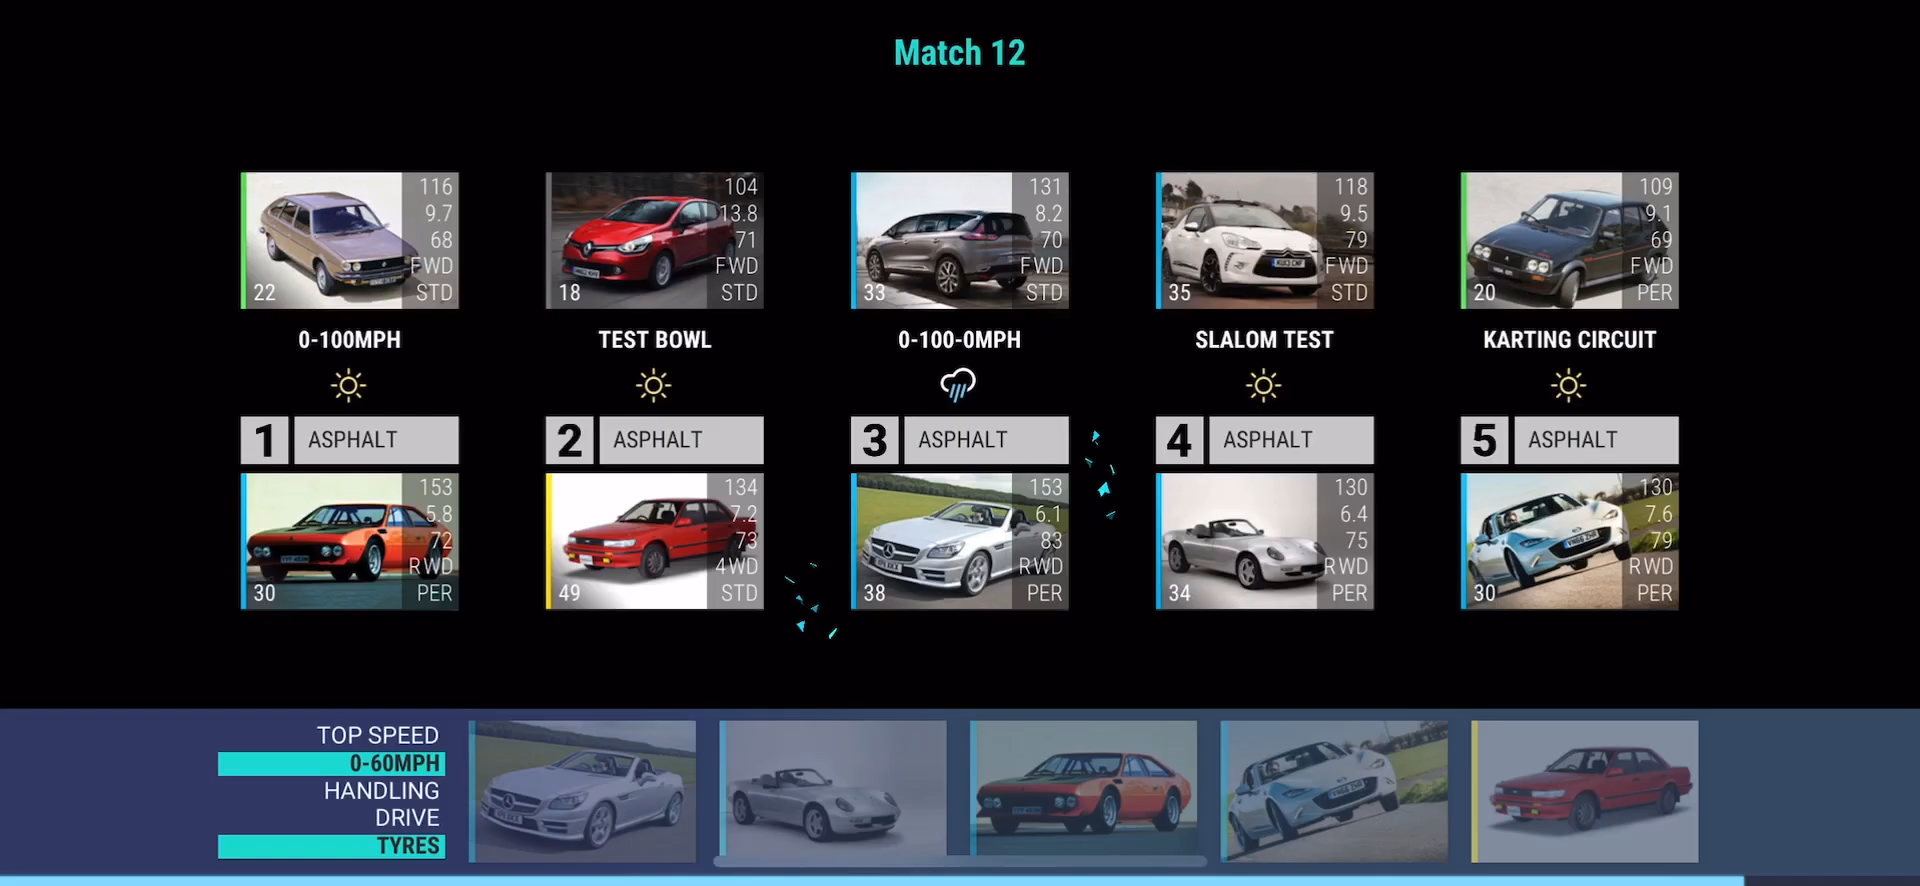 Match 12
116
9.7
68
FWD
STD
22
104
13.8
71
FWD
STD
18
131
8.2
70
FWD
STD
33
118
9.5
79
FWD
STD
35
109
9.1
69
FWD
PER
20
0-100MPH
TEST BOWL
0-100-0MPH
SLALOM TEST
KARTING CIRCUIT
1 ASPHALT
2 ASPHALT
3 ASPHALT
4 ASPHALT
5 ASPHALT
153
5.8
72
RWD
PER
30
134
7.2
73
4WD
STD
49
153
6.1
83
RWD
PER
38
130
6.4
75
RWD
PER
34
130
7.6
79
RWD
PER
30
TOP SPEED
0-60MPH
HANDLING
DRIVE
TYRES